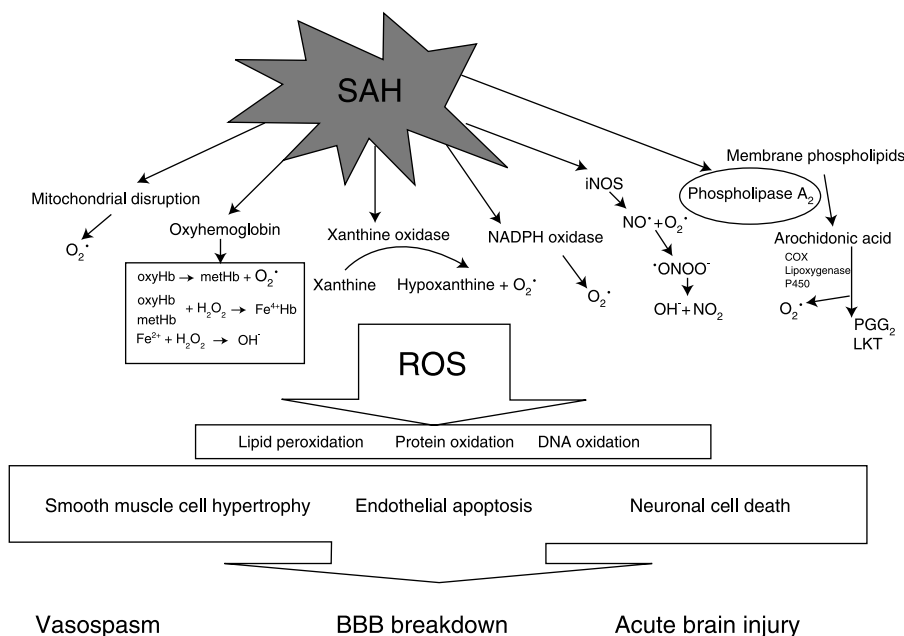 SAH
Mitochondrial disruption
O₂•
Oxyhemoglobin
oxyHb → metHb + O₂•
oxyHb
metHb
+ H₂O₂ → Fe⁴⁺Hb
Fe²⁺ + H₂O₂ → OH⁻
Xanthine oxidase
Xanthine
Hypoxanthine + O₂•
NADPH oxidase
O₂•
iNOS
NO• + O₂•
•ONOO⁻
OH⁻ + NO₂
Membrane phospholipids
Phospholipase A₂
Arochidonic acid
COX
Lipoxygenase
P450
O₂•
PGG₂
LKT
ROS
Lipid peroxidation Protein oxidation DNA oxidation
Smooth muscle cell hypertrophy Endothelial apoptosis Neuronal cell death
Vasospasm BBB breakdown Acute brain injury